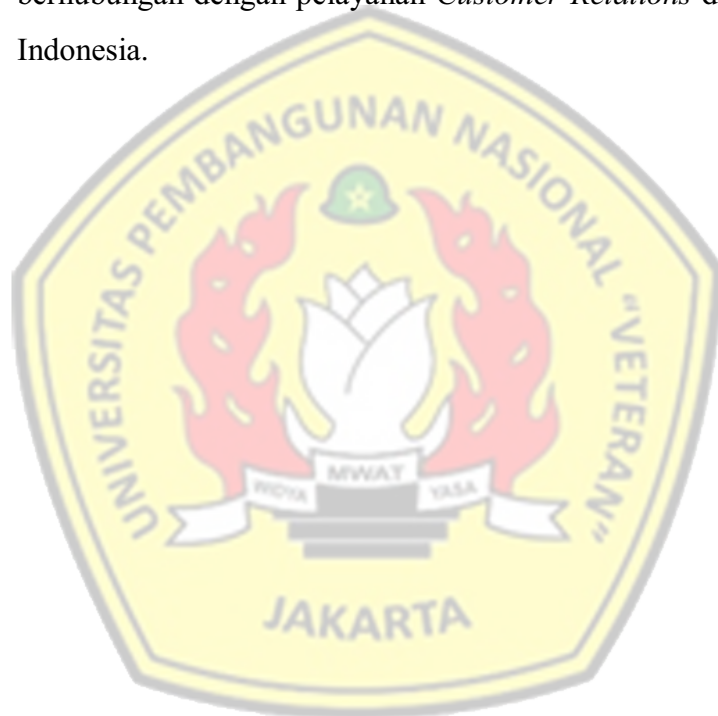 berhubungan dengan pelayanan Customer Relations d
Indonesia.
UNIVERSITAS PEMBANGUNAN NASIONAL "VETERAN"
WIDYA MWAT YASA
JAKARTA